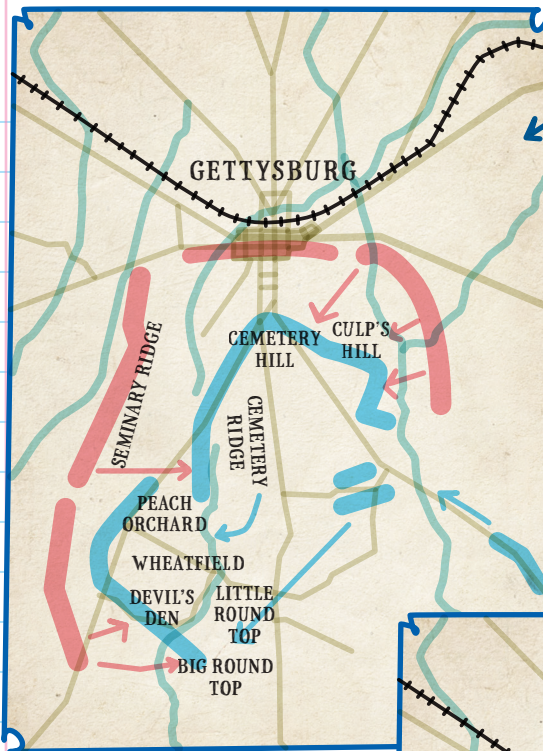 GETTYSBURG
CEMETERY
HILL
CULP'S
HILL
SEMINARY RIDGE
CEMETERY
RIDGE
PEACH
ORCHARD
WHEATFIELD
DEVIL'S
DEN
LITTLE
ROUND
TOP
BIG ROUND
TOP